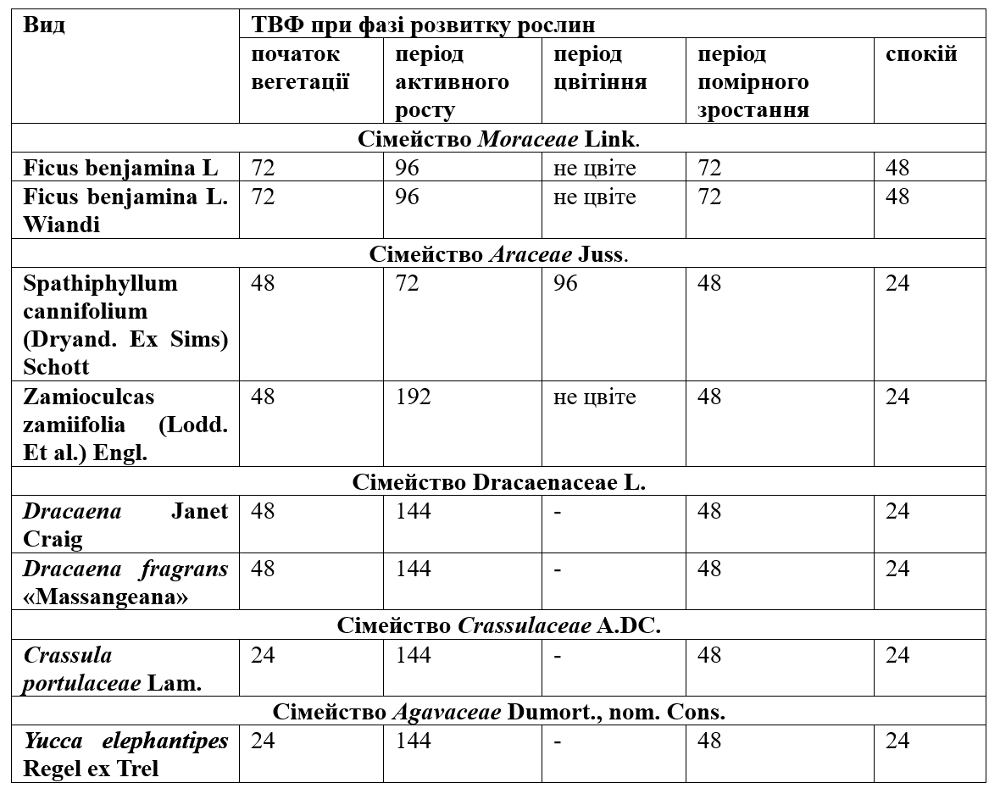 Вид ТВФ при фазі розвитку рослин
початок період період період спокій
вегетації активного цвітіння помірного
росту зростання
Сімейство Moraceae Link.
Ficus benjamina L 72 96 не цвіте 72 48
Ficus benjamina L. 72 96 не цвіте 72 48
Wiandi
Сімейство Araceae Juss.
Spathiphyllum 48 72 96 48 24
cannifolium
(Dryand. Ex Sims)
Schott
Zamioculcas 48 192 не цвіте 48 24
zamiifolia (Lodd.
Et al.) Engl.
Сімейство Dracaenaceae L.
Dracaena Janet 48 144 - 48 24
Craig
Dracaena fragrans 48 144 - 48 24
«Massangeana»
Сімейство Crassulaceae A.DC.
Crassula 24 144 - 48 24
portulaceae Lam.
Сімейство Agavaceae Dumort., nom. Cons.
Yucca elephantipes 24 144 - 48 24
Regel ex Trel